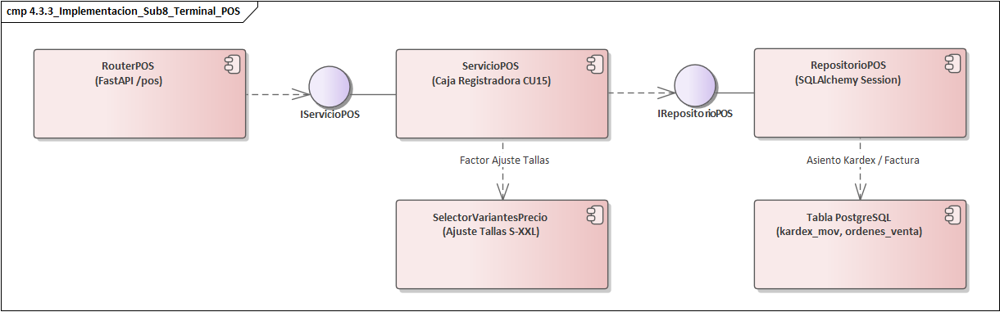 cmp 4.3.3_Implementacion_Sub8_Terminal_POS
RouterPOS
(FastAPI /pos)
IServicioPOS
ServicioPOS
(Caja Registradora CU15)
IRepositorioPOS
RepositorioPOS
(SQLAlchemy Session)
Factor Ajuste Tallas
Asiento Kardex / Factura
SelectorVariantesPrecio
(Ajuste Tallas S-XXL)
Tabla PostgreSQL
(kardex_mov, ordenes_venta)